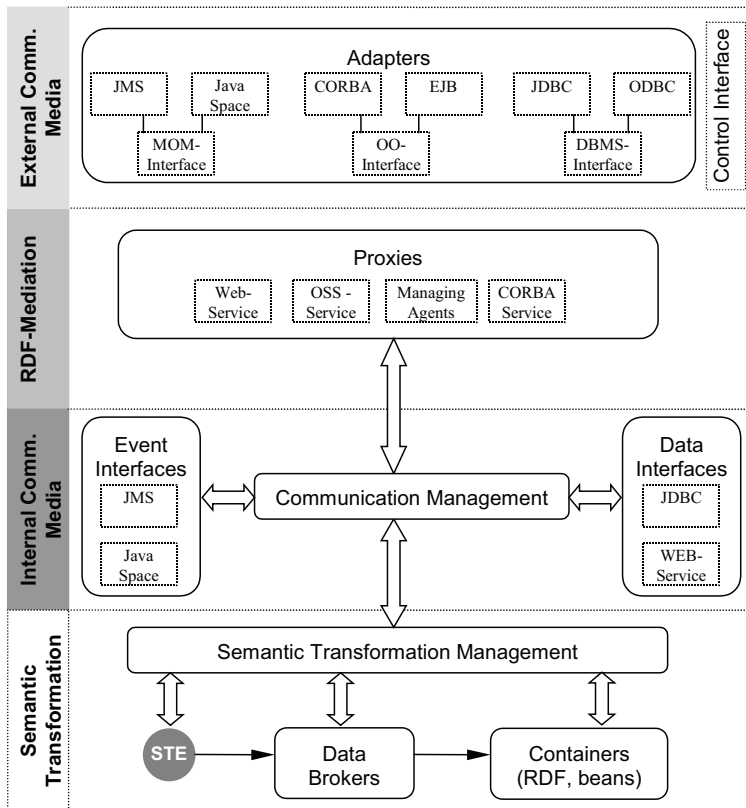 External Comm.
Media
Adapters
JMS
Java
Space
CORBA
EJB
JDBC
ODBC
MOM-
Interface
OO-
Interface
DBMS-
Interface
Control Interface
RDF-Mediation
Proxies
Web-
Service
OSS -
Service
Managing
Agents
CORBA
Service
Internal Comm.
Media
Event
Interfaces
JMS
Java
Space
Communication Management
Data
Interfaces
JDBC
WEB-
Service
Semantic
Transformation
Semantic Transformation Management
STE
Data
Brokers
Containers
(RDF, beans)